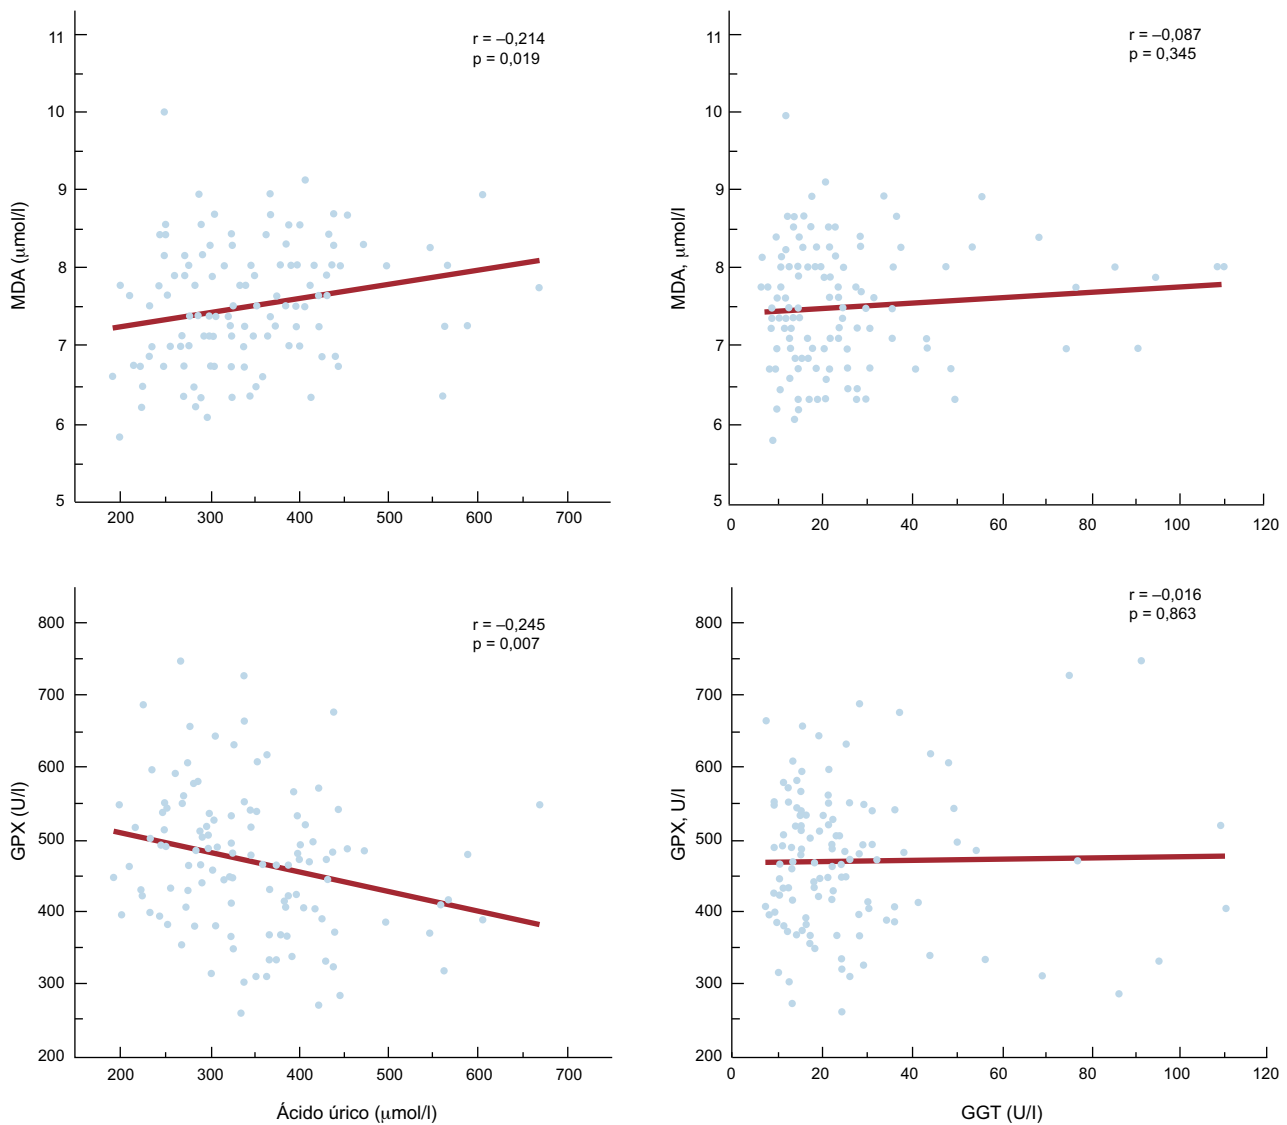 r = –0,214
p = 0,019
MDA (μmol/l)
11
10
9
8
7
6
5
200 300 400 500 600 700
r = –0,087
p = 0,345
MDA, μmol/l
11
10
9
8
7
6
5
0 20 40 60 80 100 120
r = –0,245
p = 0,007
GPX (U/l)
800
700
600
500
400
300
200
200 300 400 500 600 700
Ácido úrico (μmol/l)
r = –0,016
p = 0,863
GPX, U/l
800
700
600
500
400
300
200
0 20 40 60 80 100 120
GGT (U/l)